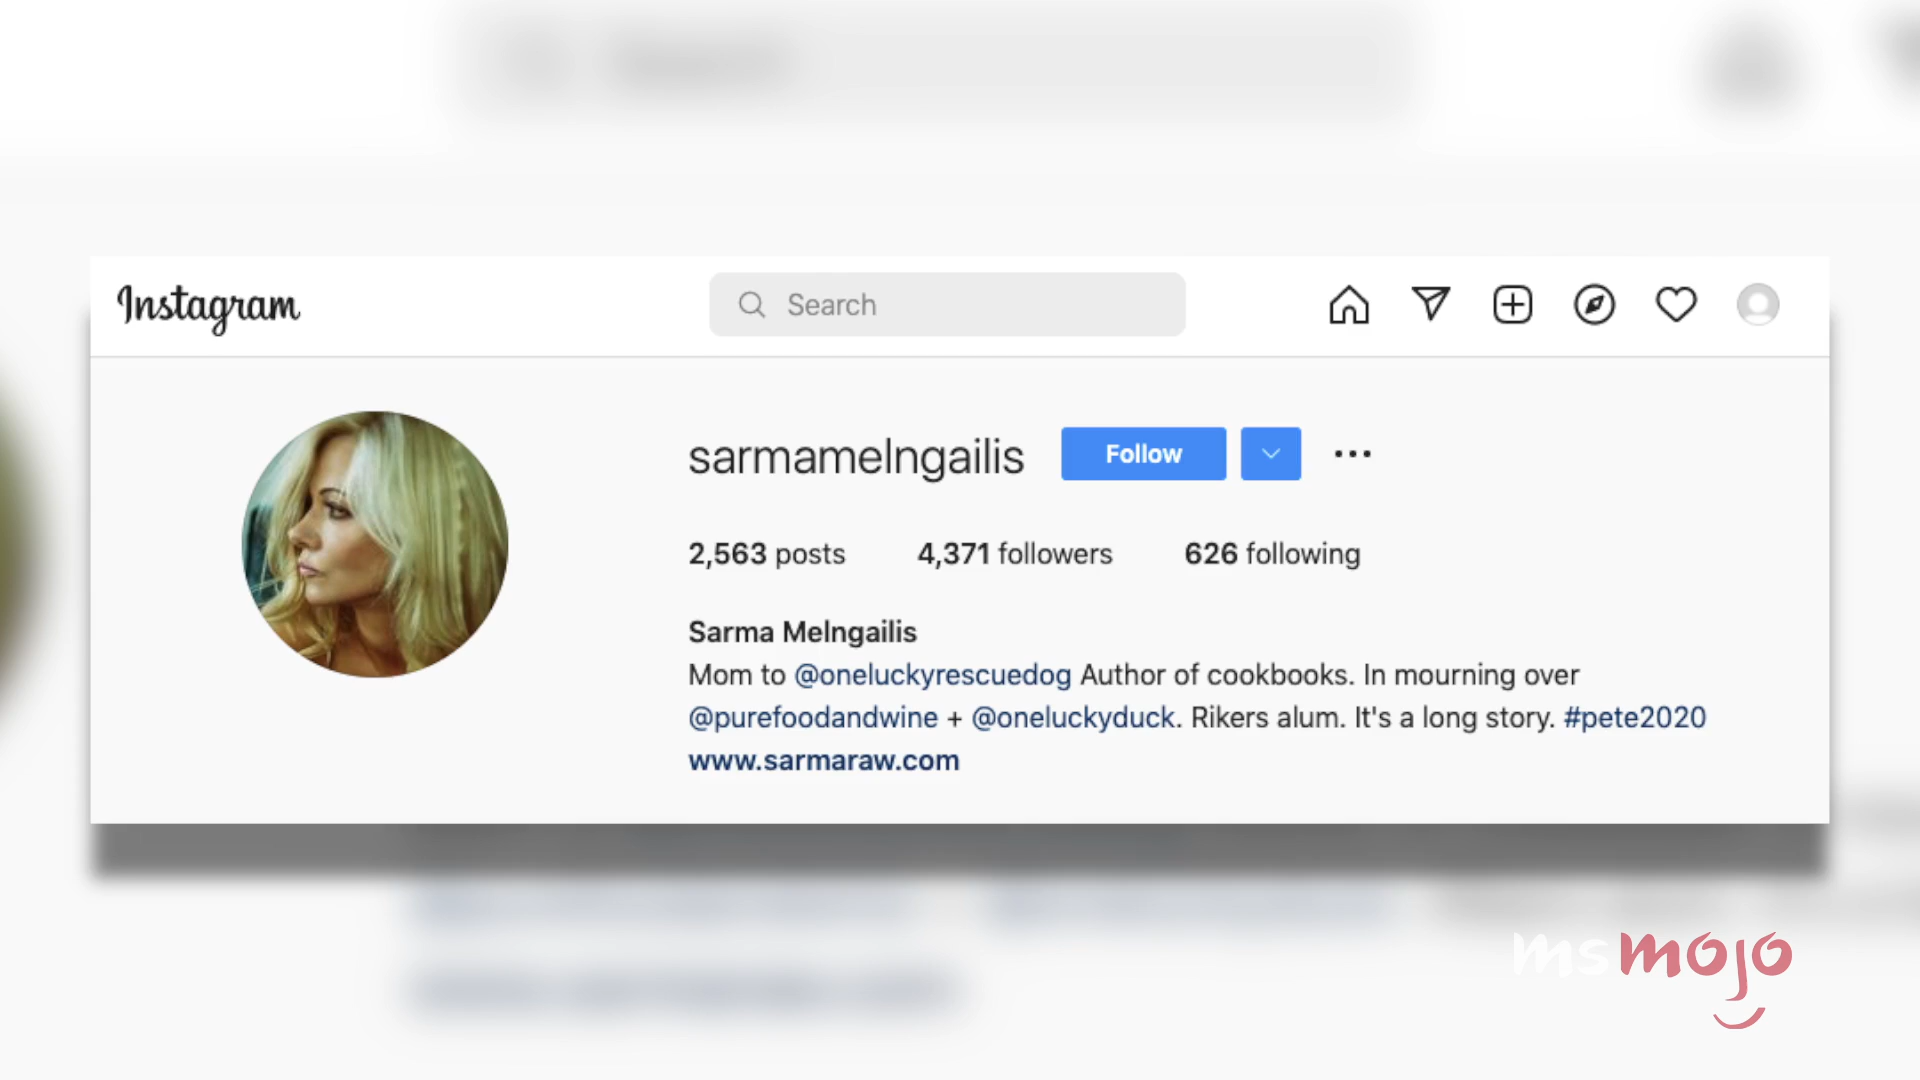 Instagram
Search
sarmamelngailis
Follow
2,563 posts 4,371 followers 626 following
Sarma Melngailis
Mom to @oneluckyrescuedog Author of cookbooks. In mourning over
@purefoodandwine + @oneluckyduck. Rikers alum. It's a long story. #pete2020
www.sarmaraw.com
msmojo